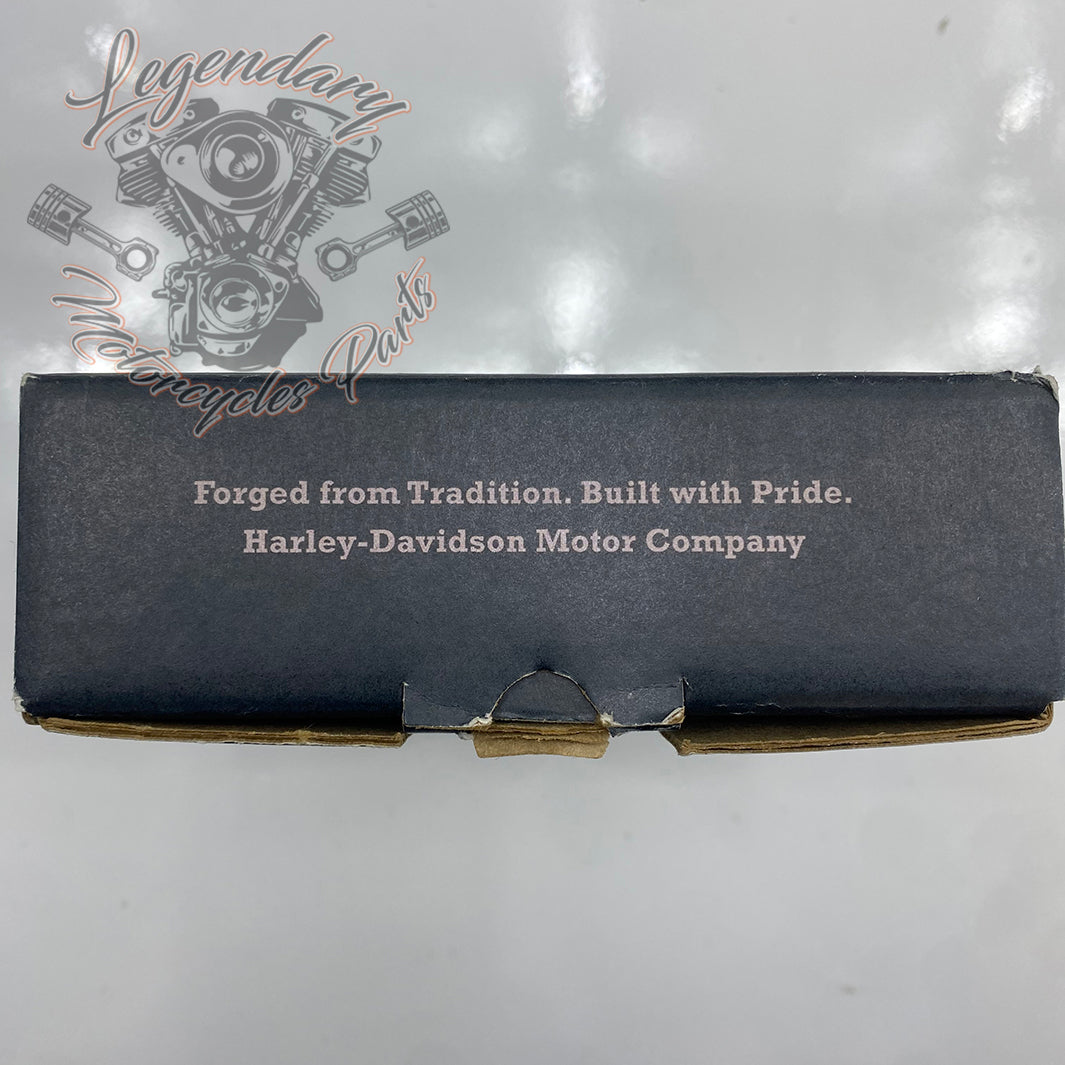 Legendary
Motorcycles Parts
Forged from Tradition. Built with Pride.
Harley-Davidson Motor Company